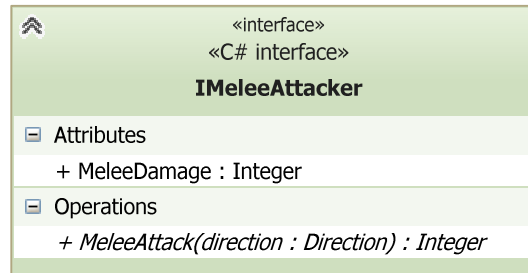 «interface»
«C# interface»
IMeleeAttacker
Attributes
+ MeleeDamage : Integer
Operations
+ MeleeAttack(direction : Direction) : Integer